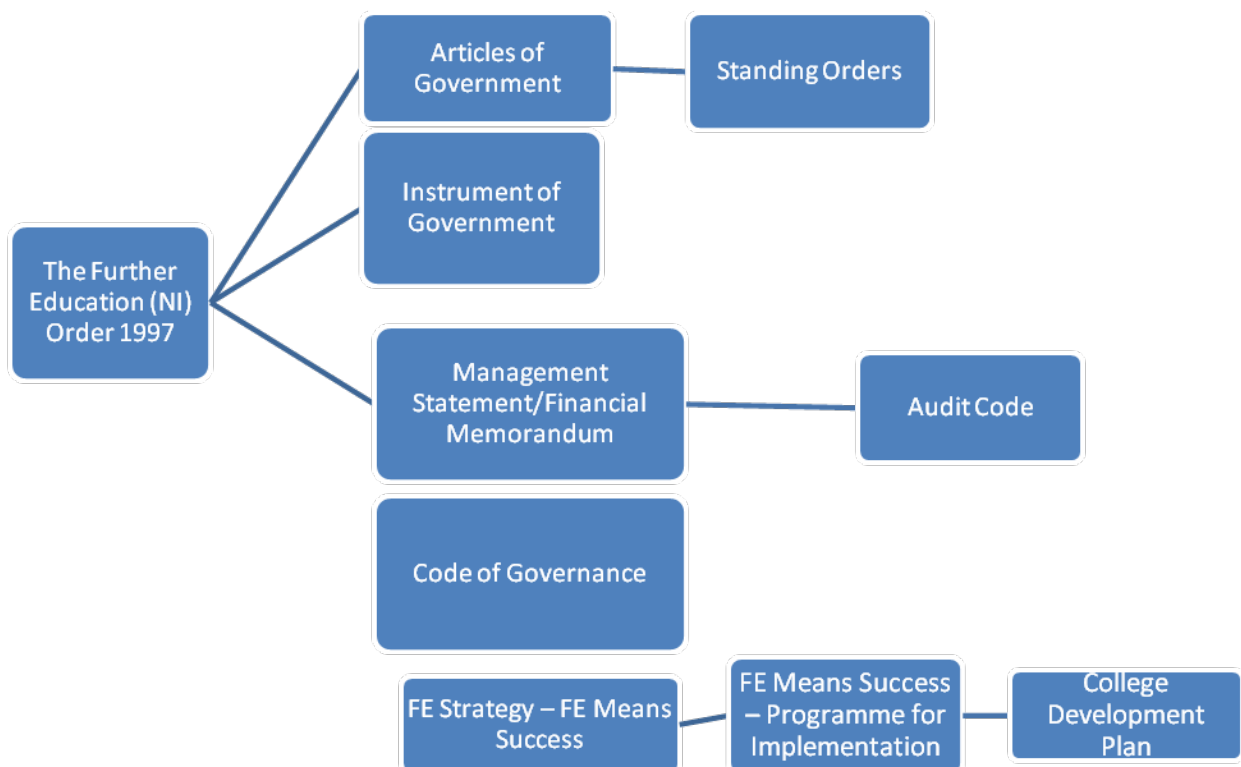 Articles of
Government
Standing Orders
Instrument of
Government
The Further
Education (NI)
Order 1997
Management
Statement/Financial
Memorandum
Audit Code
Code of Governance
FE Strategy – FE Means
Success
FE Means Success
– Programme for
Implementation
College
Development
Plan